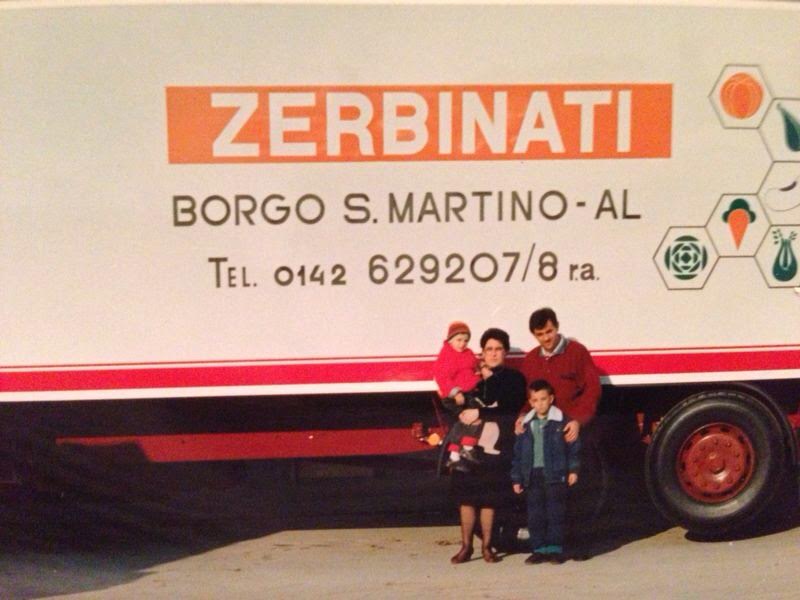 ZERBINATI
BORGO S. MARTINO - AL
TEL. 0142 629207/8 r.a.